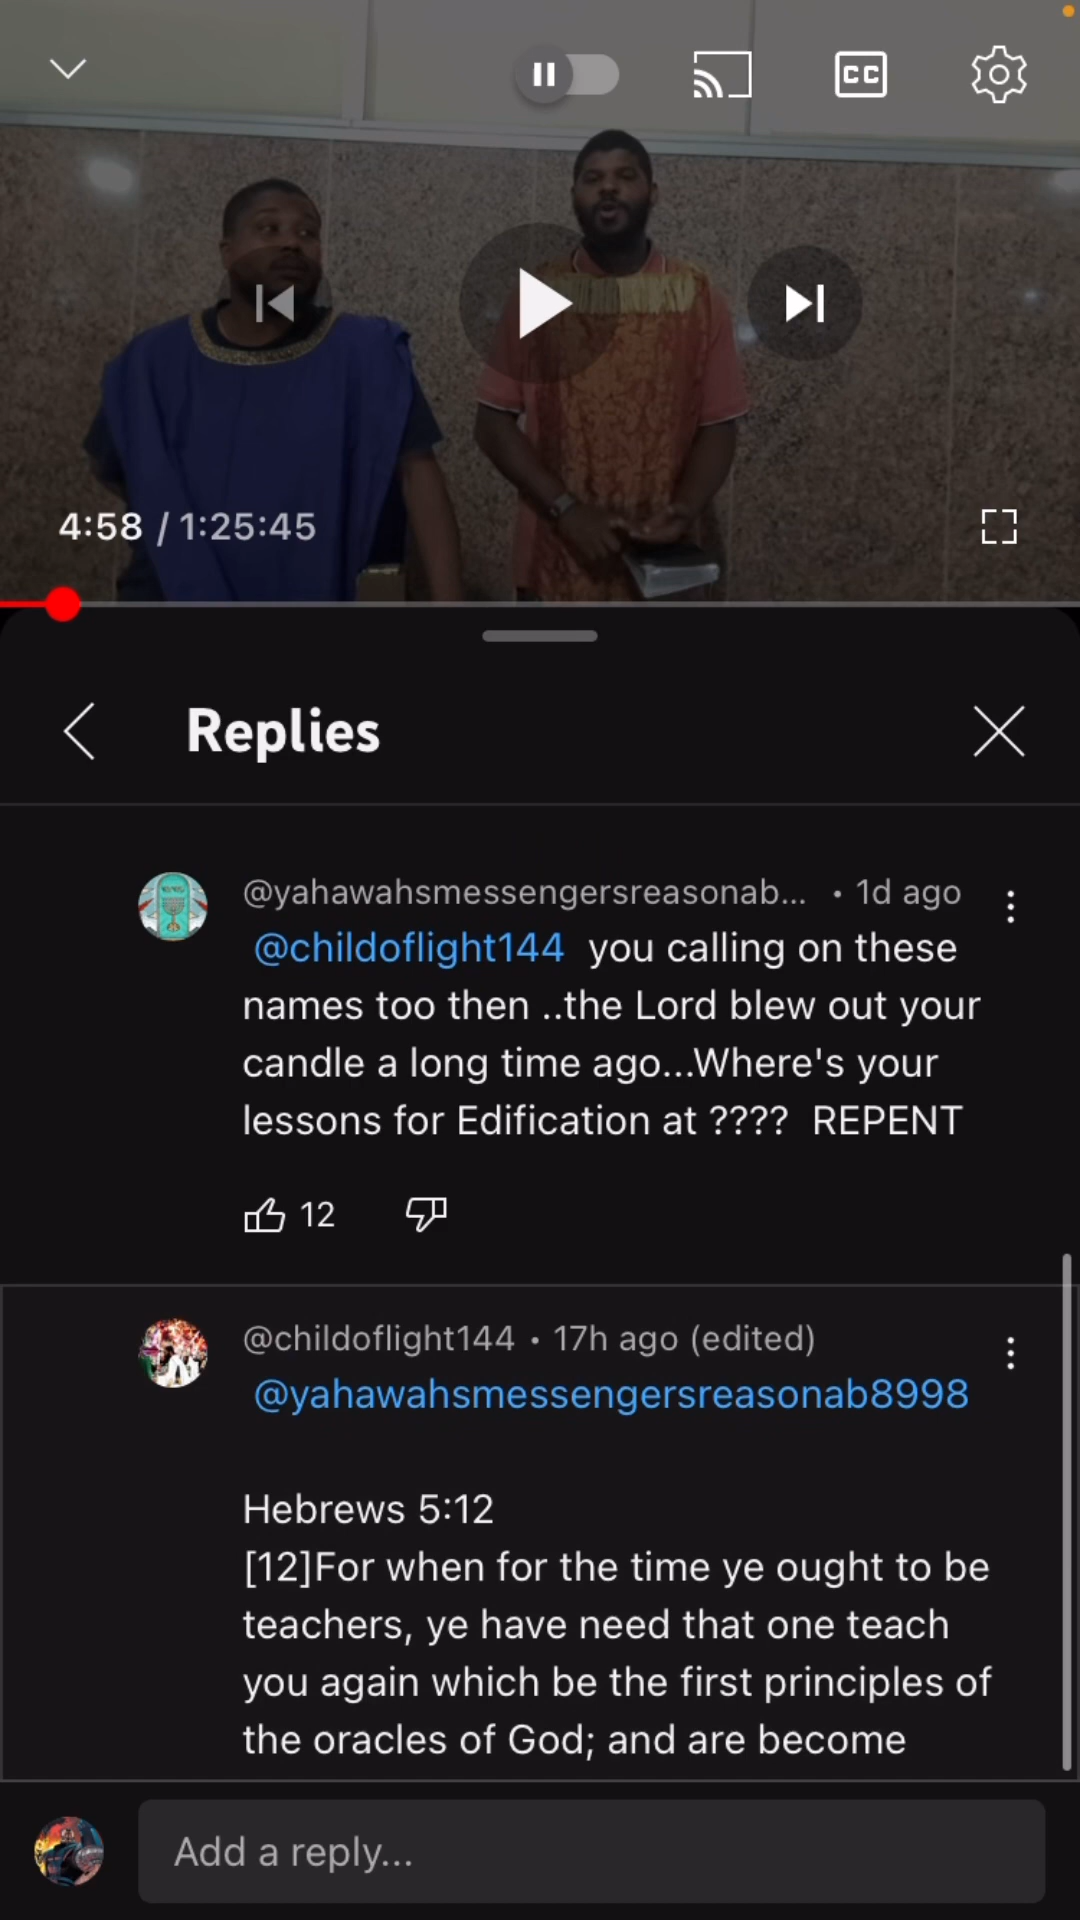 CC
4:58 / 1:25:45
Replies
@yahawahsmessengersreasonab... • 1d ago
@childoflight144 you calling on these
names too then ..the Lord blew out your
candle a long time ago...Where's your
lessons for Edification at ???? REPENT
12
@childoflight144 • 17h ago (edited)
@yahawahsmessengersreasonab8998
Hebrews 5:12
[12]For when for the time ye ought to be
teachers, ye have need that one teach
you again which be the first principles of
the oracles of God; and are become
Add a reply...